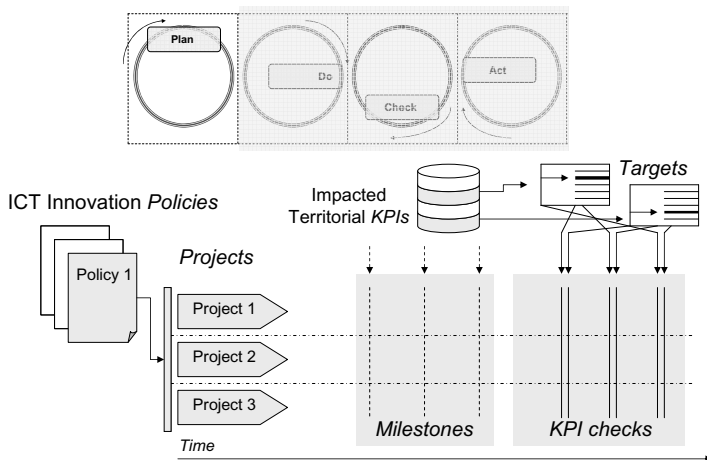 Plan
Do
Check
Act
Targets
Impacted
Territorial KPIs
ICT Innovation Policies
Projects
Policy 1
Project 1
Project 2
Project 3
Milestones
KPI checks
Time